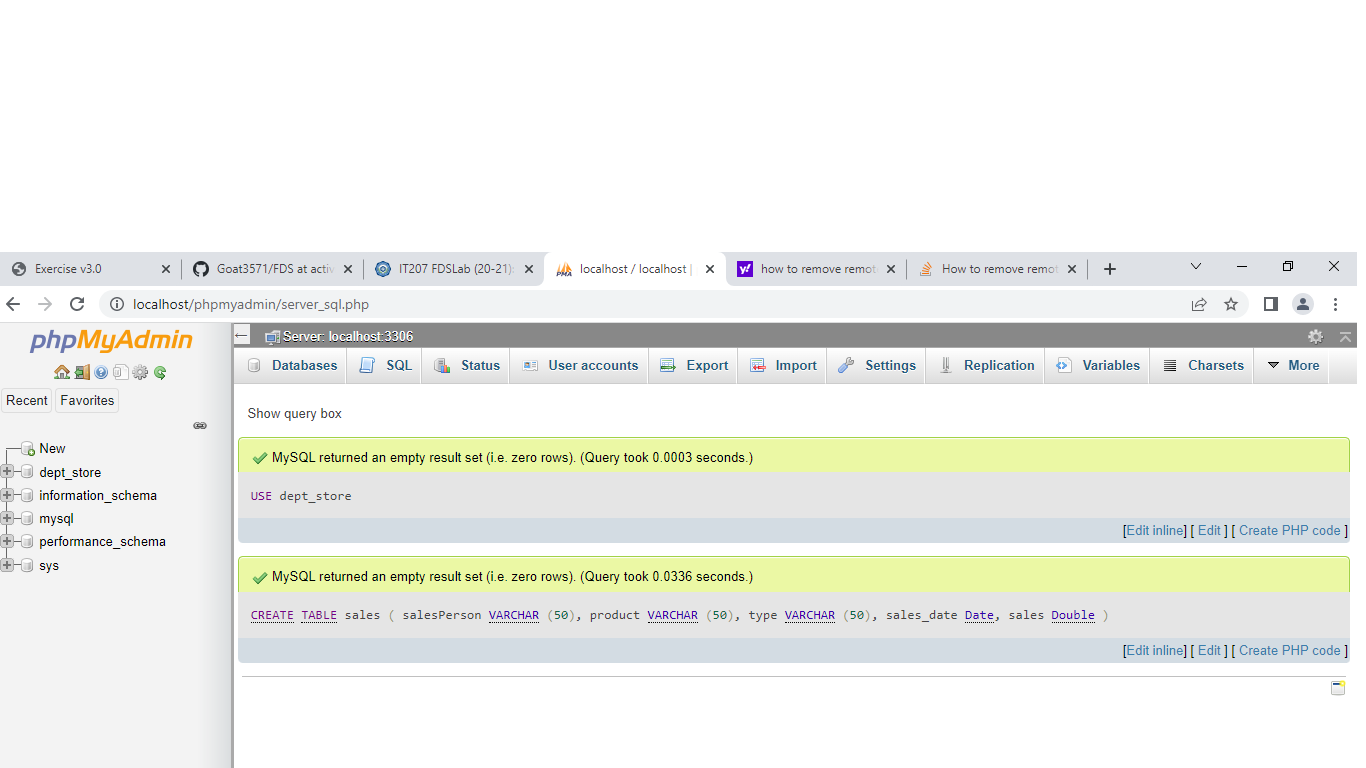 Exercise v3.0
Goat3571/FDS at activ
IT207 FDSLab (20-21):
localhost / localhost |
how to remove remot
How to remove remot
localhost/phpmyadmin/server_sql.php
phpMyAdmin
Recent Favorites
New
dept_store
information_schema
mysql
performance_schema
sys
Server: localhost:3306
Databases SQL Status User accounts Export Import Settings Replication Variables Charsets More
Show query box
MySQL returned an empty result set (i.e. zero rows). (Query took 0.0003 seconds.)
USE dept_store
[Edit inline] [ Edit ] [ Create PHP code ]
MySQL returned an empty result set (i.e. zero rows). (Query took 0.0336 seconds.)
CREATE TABLE sales ( salesPerson VARCHAR (50), product VARCHAR (50), type VARCHAR (50), sales_date Date, sales Double )
[Edit inline] [ Edit ] [ Create PHP code ]